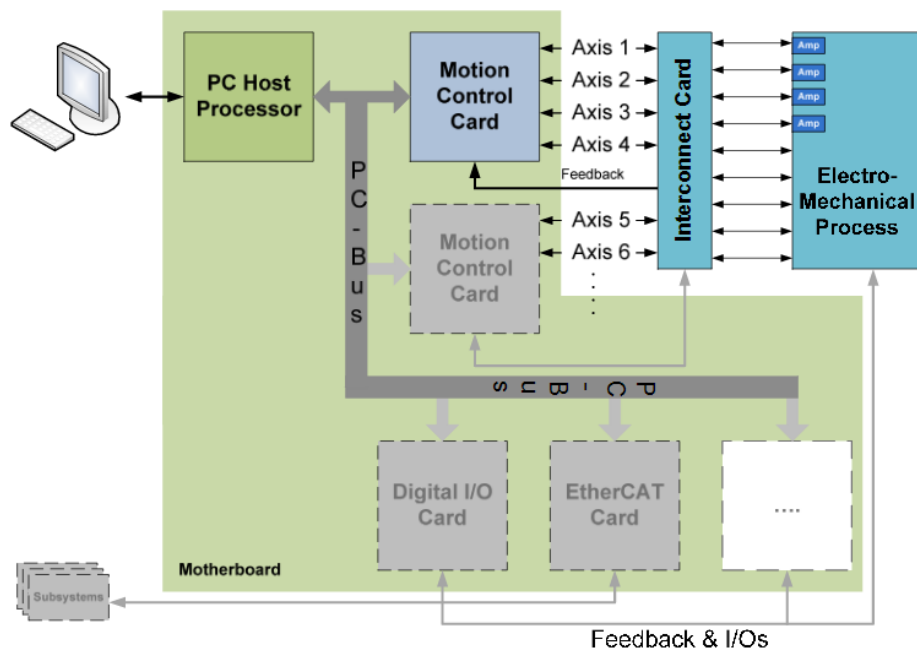 PC Host
Processor
Motion
Control
Card
Axis 1
Axis 2
Axis 3
Axis 4
Feedback
Interconnect Card
Amp
Amp
Amp
Amp
Electro-
Mechanical
Process
PC-Bus
Motion
Control
Card
Axis 5
Axis 6
......
PC-Bus
Digital I/O
Card
EtherCAT
Card
....
Motherboard
Subsystems
Feedback & I/Os